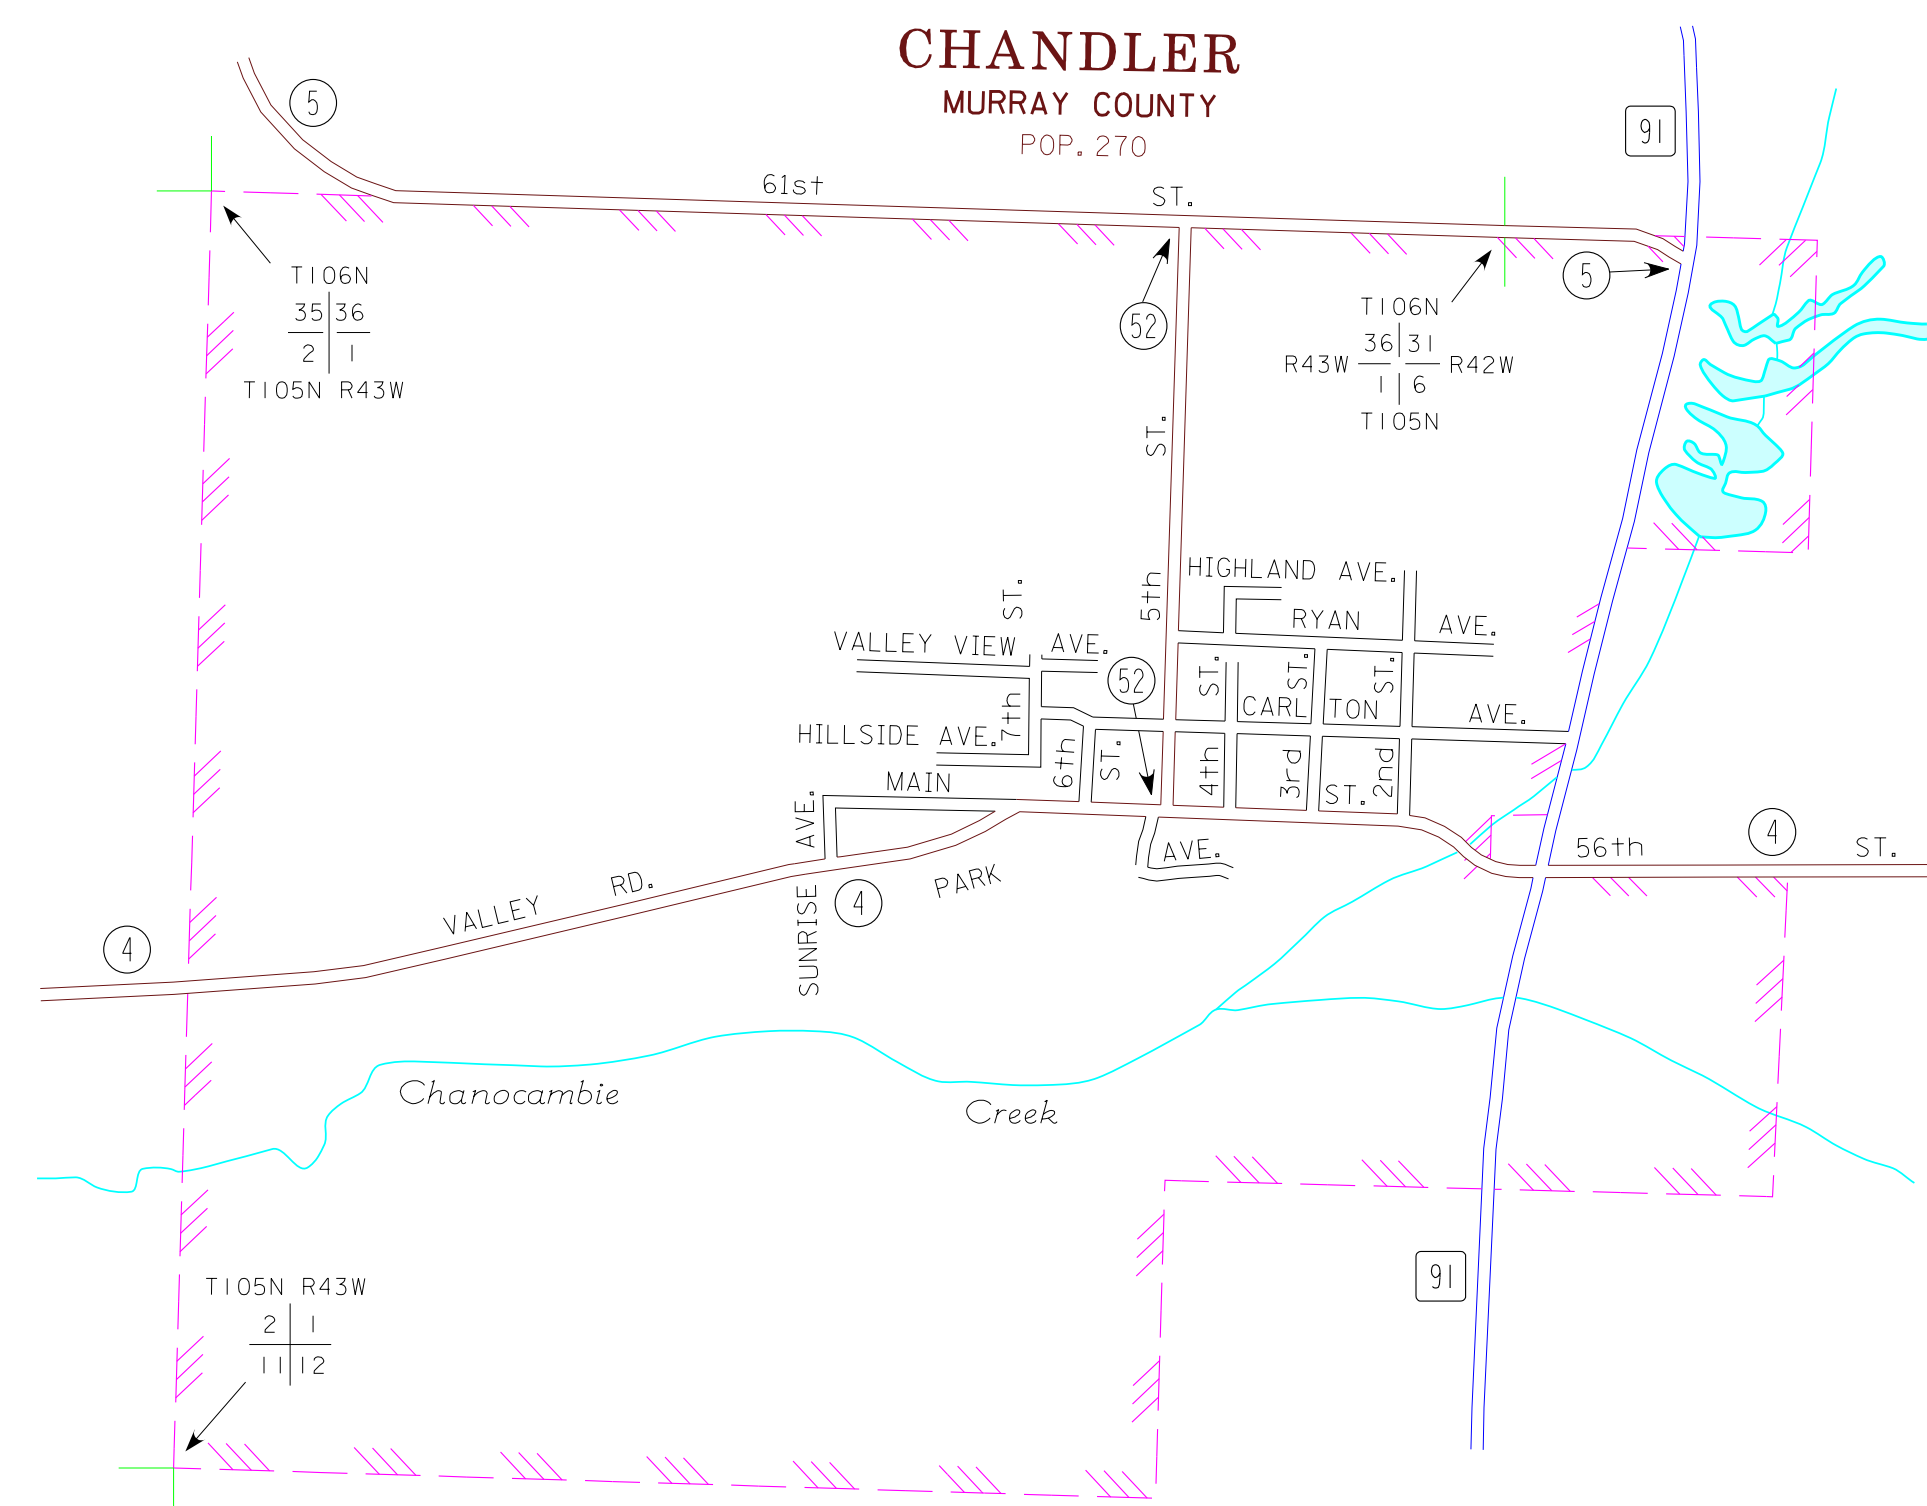 CHANDLER
MURRAY COUNTY
POP. 270
5
91
61st ST.
5
T106N
35 36
2 1
T105N R43W
52
T106N
36 31
R43W R42W
1 6
T105N
5th ST.
HIGHLAND AVE.
RYAN AVE.
VALLEY VIEW AVE.
7th ST.
52
4th ST.
3rd ST.
2nd ST.
CARLTON AVE.
HILLSIDE AVE.
6th ST.
MAIN ST.
SUNRISE AVE.
PARK AVE.
56th ST.
4
VALLEY RD.
4
4
Chanocambie Creek
91
T105N R43W
2 1
11 12